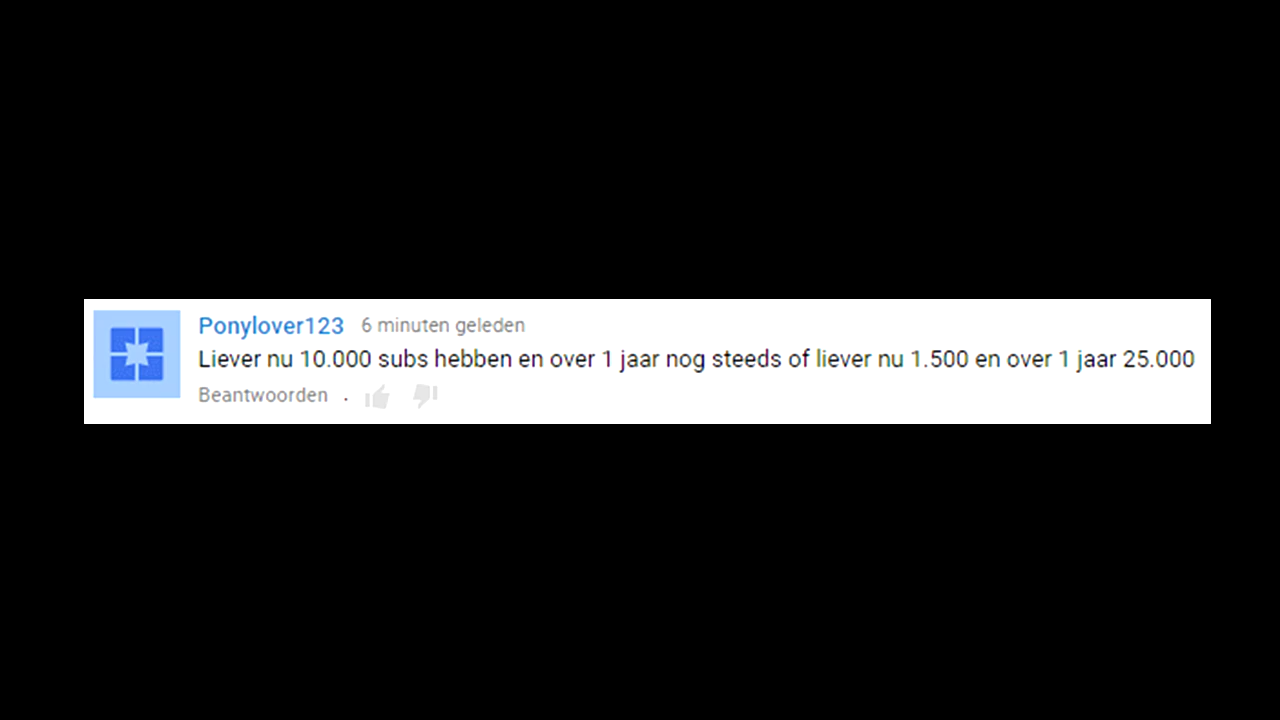 Ponylover123 6 minuten geleden
Liever nu 10.000 subs hebben en over 1 jaar nog steeds of liever nu 1.500 en over 1 jaar 25.000
Beantwoorden ·